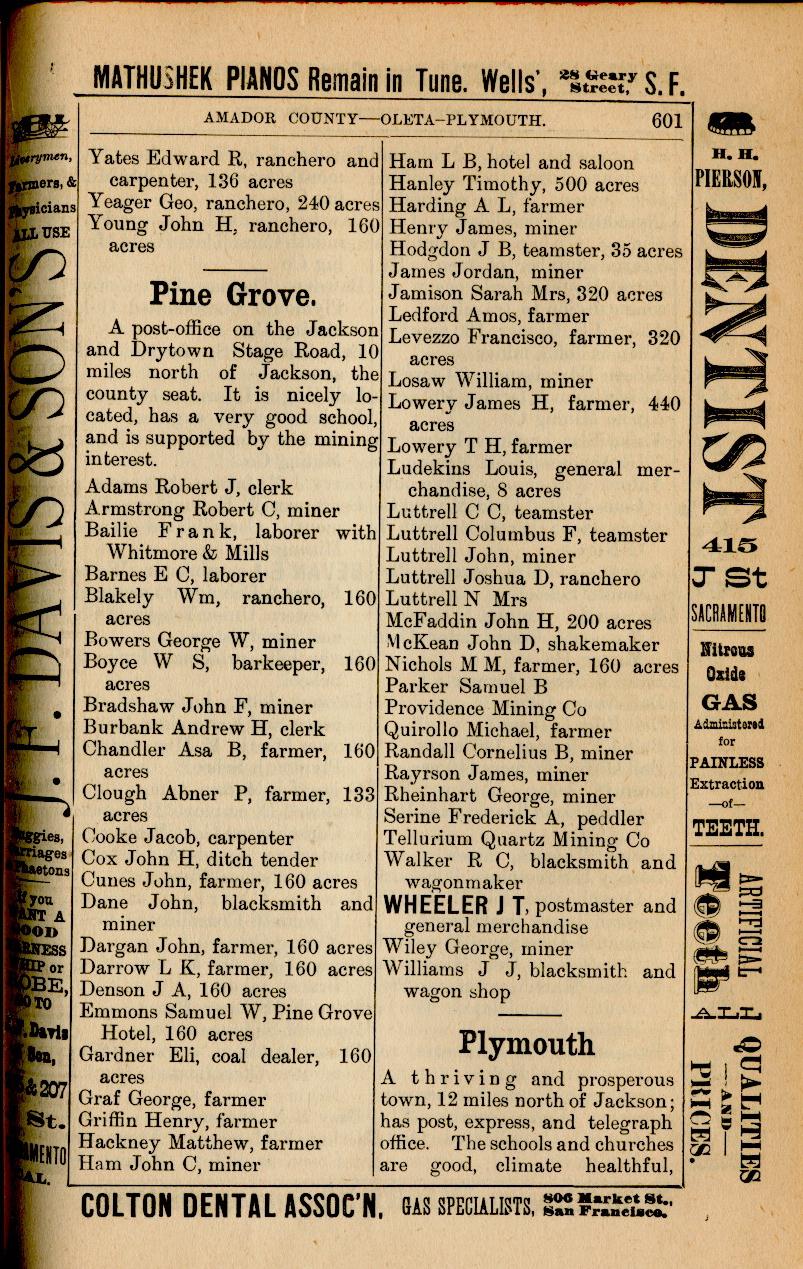 MATHUSHEK PIANOS Remain in Tune. Wells', 28 Geary Street, S. F.
AMADOR COUNTY—OLETA-PLYMOUTH. 601
Yates Edward R, ranchero and
carpenter, 136 acres
Yeager Geo, ranchero, 240 acres
Young John H, ranchero, 160
acres
Pine Grove.
A post-office on the Jackson
and Drytown Stage Road, 10
miles north of Jackson, the
county seat. It is nicely lo-
cated, has a very good school,
and is supported by the mining
interest.
Adams Robert J, clerk
Armstrong Robert C, miner
Bailie Frank, laborer with
Whitmore & Mills
Barnes E C, laborer
Blakely Wm, ranchero, 160
acres
Bowers George W, miner
Boyce W S, barkeeper, 160
acres
Bradshaw John F, miner
Burbank Andrew H, clerk
Chandler Asa B, farmer, 160
acres
Clough Abner P, farmer, 133
acres
Cooke Jacob, carpenter
Cox John H, ditch tender
Cunes John, farmer, 160 acres
Dane John, blacksmith and
miner
Dargan John, farmer, 160 acres
Darrow L K, farmer, 160 acres
Denson J A, 160 acres
Emmons Samuel W, Pine Grove
Hotel, 160 acres
Gardner Eli, coal dealer, 160
acres
Graf George, farmer
Griffin Henry, farmer
Hackney Matthew, farmer
Ham John C, miner
Ham L B, hotel and saloon
Hanley Timothy, 500 acres
Harding A L, farmer
Henry James, miner
Hodgdon J B, teamster, 35 acres
James Jordan, miner
Jamison Sarah Mrs, 320 acres
Ledford Amos, farmer
Levezzo Francisco, farmer, 320
acres
Losaw William, miner
Lowery James H, farmer, 440
acres
Lowery T H, farmer
Ludekins Louis, general mer-
chandise, 8 acres
Luttrell C C, teamster
Luttrell Columbus F, teamster
Luttrell John, miner
Luttrell Joshua D, ranchero
Luttrell N Mrs
McFaddin John H, 200 acres
McKean John D, shakemaker
Nichols M M, farmer, 160 acres
Parker Samuel B
Providence Mining Co
Quirollo Michael, farmer
Randall Cornelius B, miner
Rayrson James, miner
Rheinhart George, miner
Serine Frederick A, peddler
Tellurium Quartz Mining Co
Walker R C, blacksmith and
wagonmaker
WHEELER J T, postmaster and
general merchandise
Wiley George, miner
Williams J J, blacksmith and
wagon shop
Plymouth
A thriving and prosperous
town, 12 miles north of Jackson;
has post, express, and telegraph
office. The schools and churches
are good, climate healthful,
ALL USE
J. F. DAVIS & SON'S
you
or
TO
Davis
& 207
St.
H. H.
PIERSON,
DENTIST
415
J St
SACRAMENTO
Nitrous
Oxide
GAS
Administered
for
PAINLESS
Extraction
—of—
TEETH.
ARTIFICIAL
Teeth
ALL
QUALITIES
—AND—
PRICES.
COLTON DENTAL ASSOC'N. GAS SPECIALISTS, 806 Market St., San Francisco.